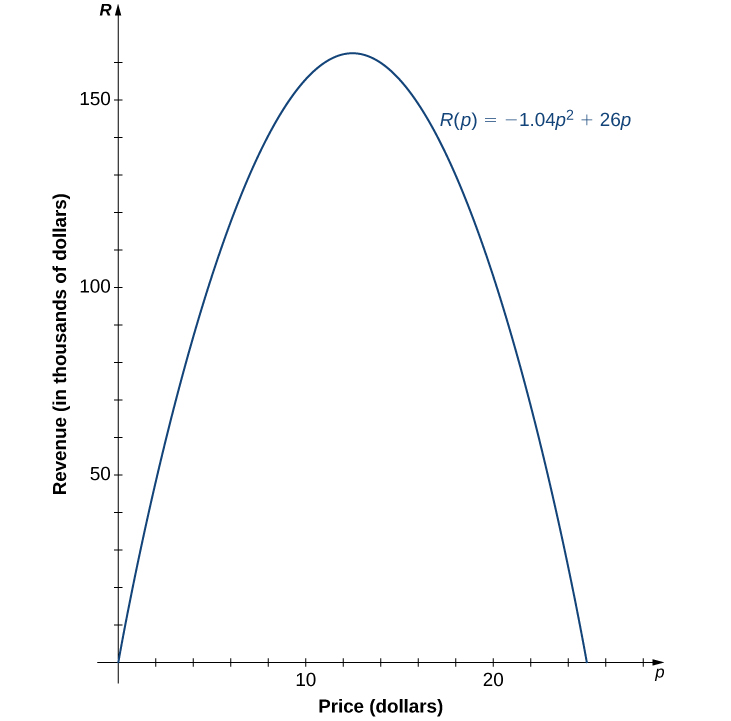 R
150
R(p) = −1.04p² + 26p
Revenue (in thousands of dollars)
100
50
10 20
p
Price (dollars)